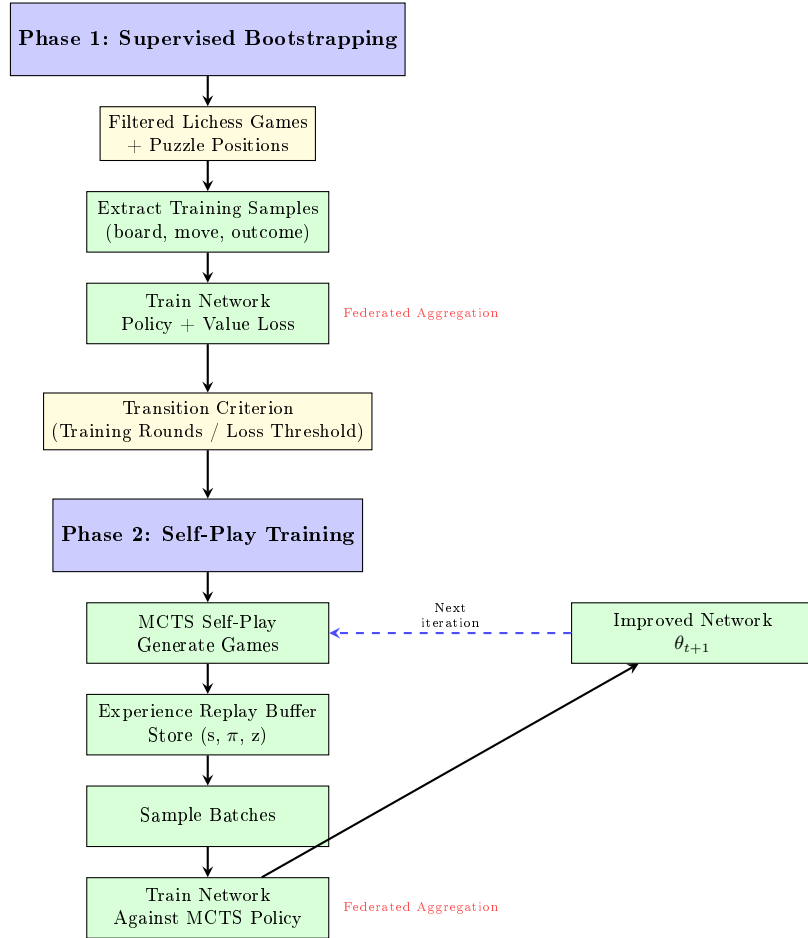 Phase 1: Supervised Bootstrapping
Filtered Lichess Games
+ Puzzle Positions
Extract Training Samples
(board, move, outcome)
Train Network
Policy + Value Loss
Federated Aggregation
Transition Criterion
(Training Rounds / Loss Threshold)
Phase 2: Self-Play Training
MCTS Self-Play
Generate Games
Next
iteration
Improved Network
θₜ₊₁
Experience Replay Buffer
Store (s, π, z)
Sample Batches
Train Network
Against MCTS Policy
Federated Aggregation